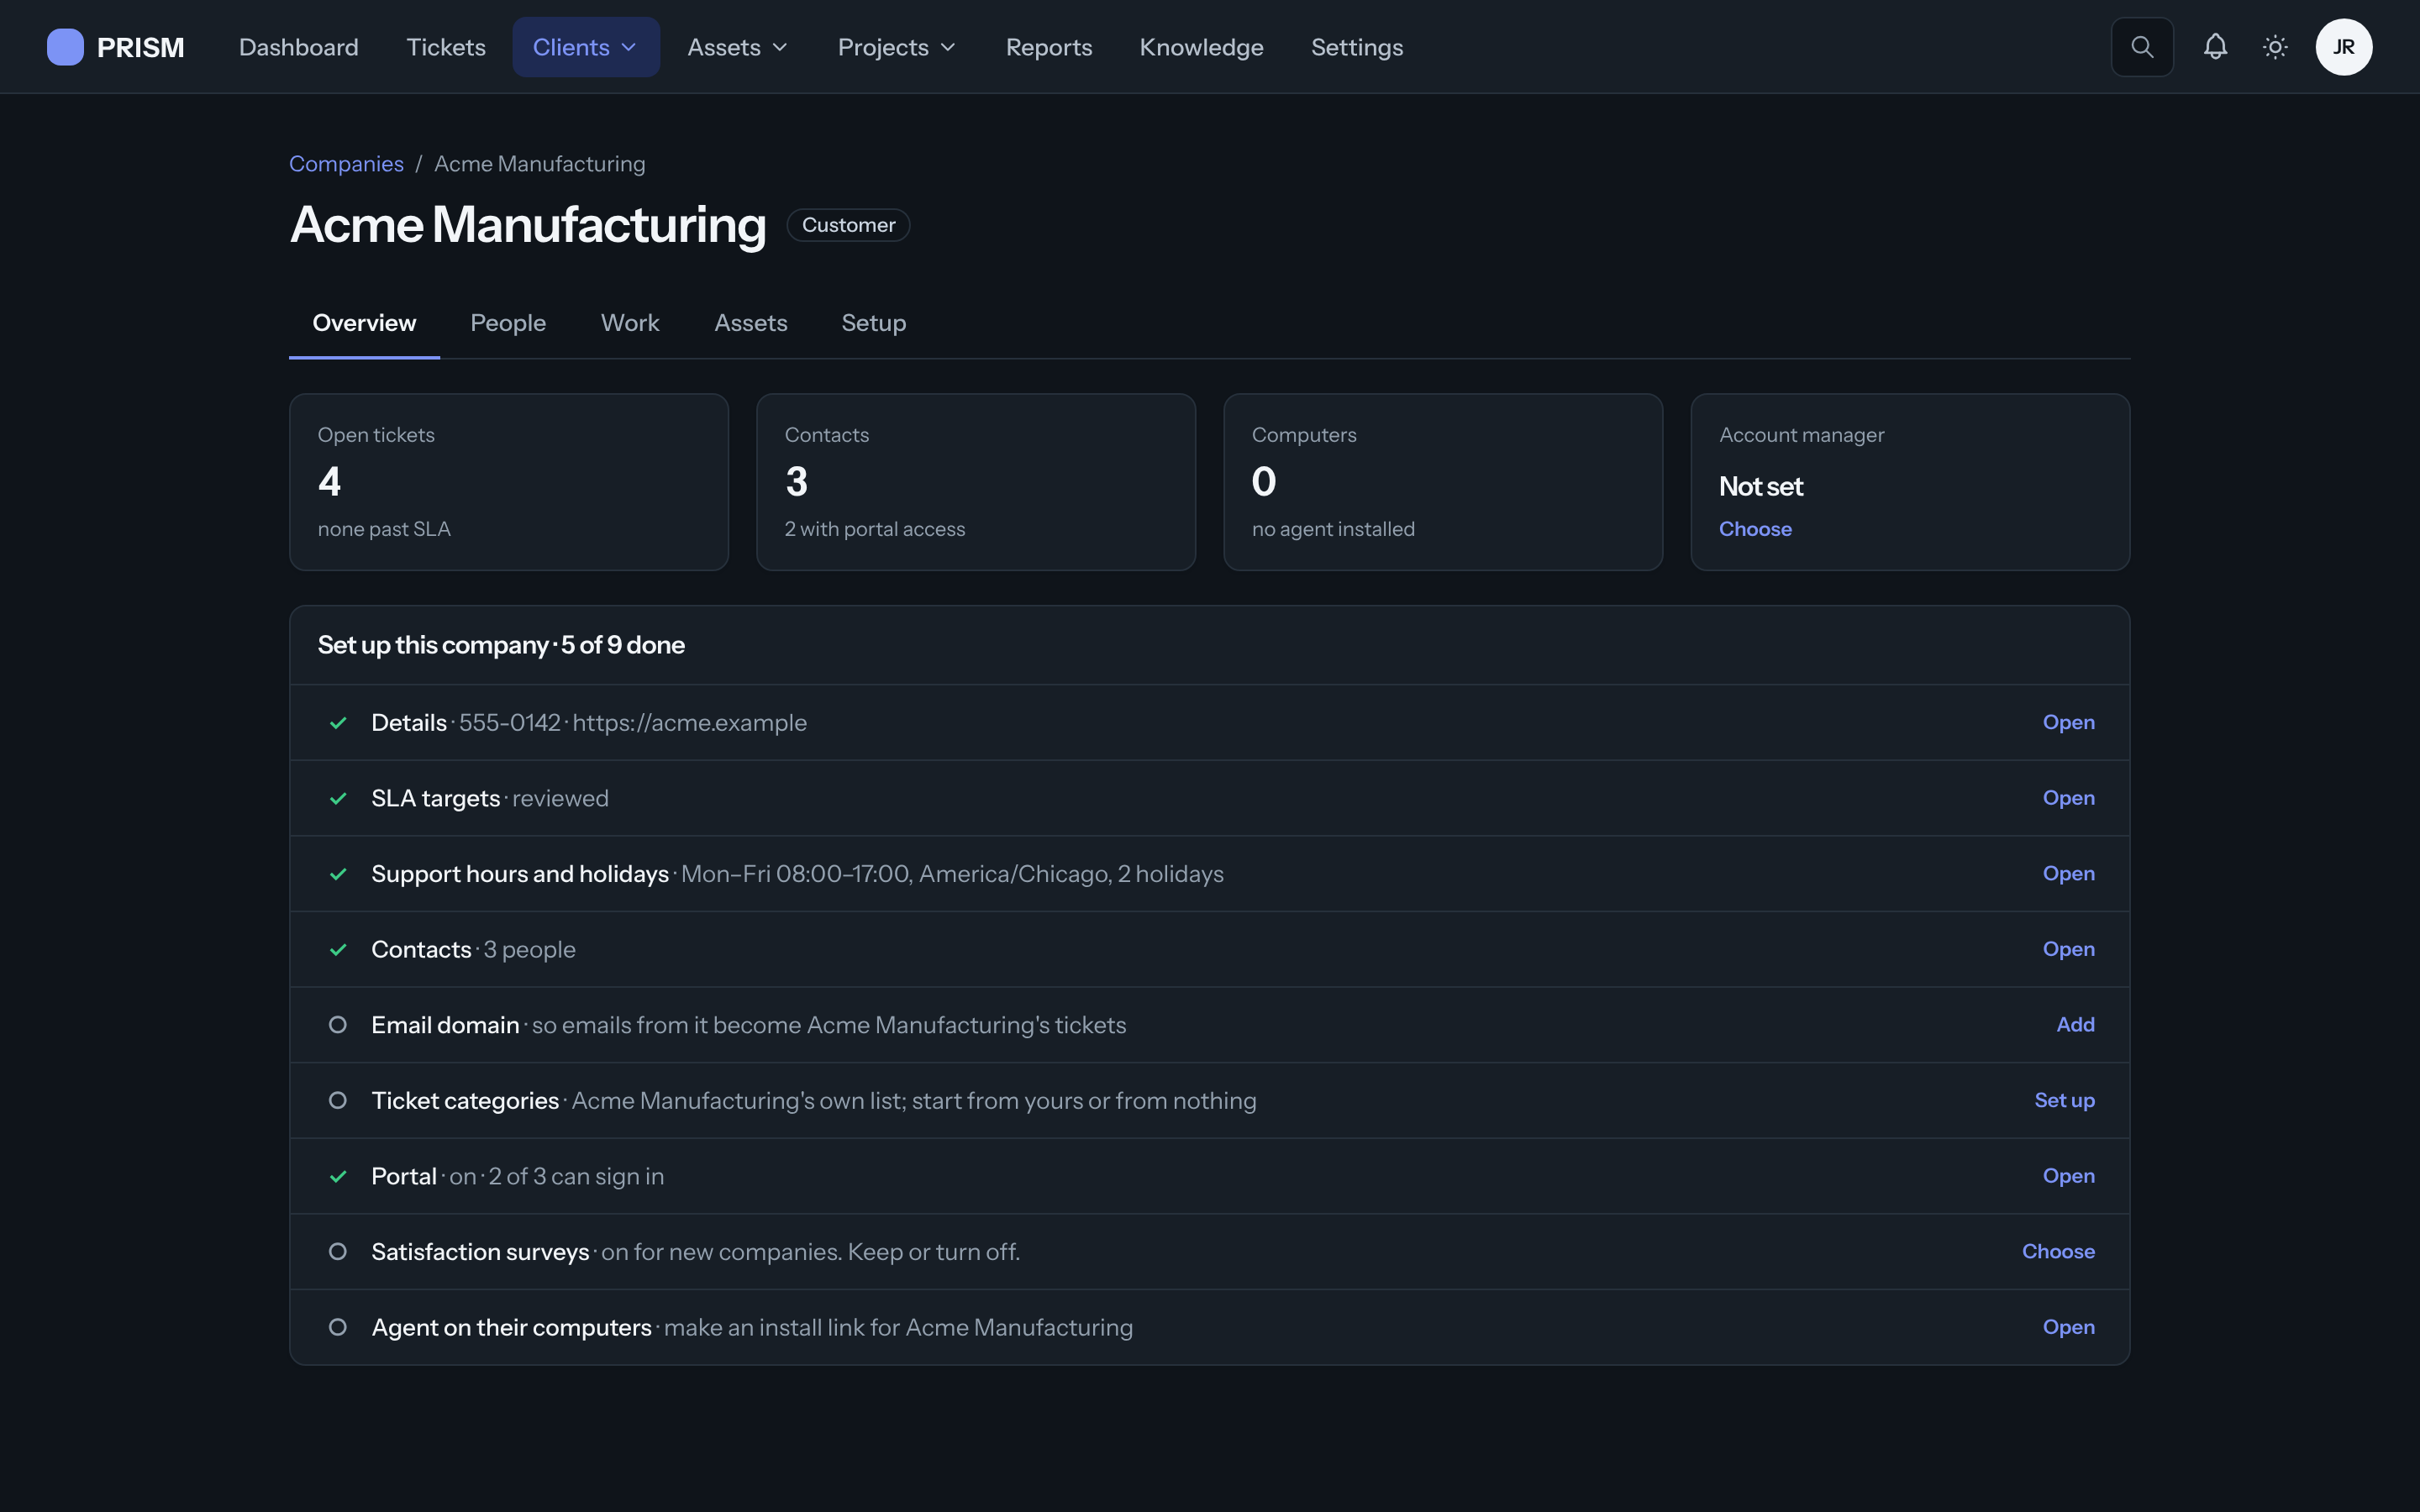 PRISM Dashboard Tickets Clients Assets Projects Reports Knowledge Settings JR
Companies / Acme Manufacturing
Acme Manufacturing Customer
Overview People Work Assets Setup
Open tickets
4
none past SLA
Contacts
3
2 with portal access
Computers
0
no agent installed
Account manager
Not set
Choose
Set up this company · 5 of 9 done
Details · 555-0142 · https://acme.example Open
SLA targets · reviewed Open
Support hours and holidays · Mon–Fri 08:00–17:00, America/Chicago, 2 holidays Open
Contacts · 3 people Open
Email domain · so emails from it become Acme Manufacturing's tickets Add
Ticket categories · Acme Manufacturing's own list; start from yours or from nothing Set up
Portal · on · 2 of 3 can sign in Open
Satisfaction surveys · on for new companies. Keep or turn off. Choose
Agent on their computers · make an install link for Acme Manufacturing Open